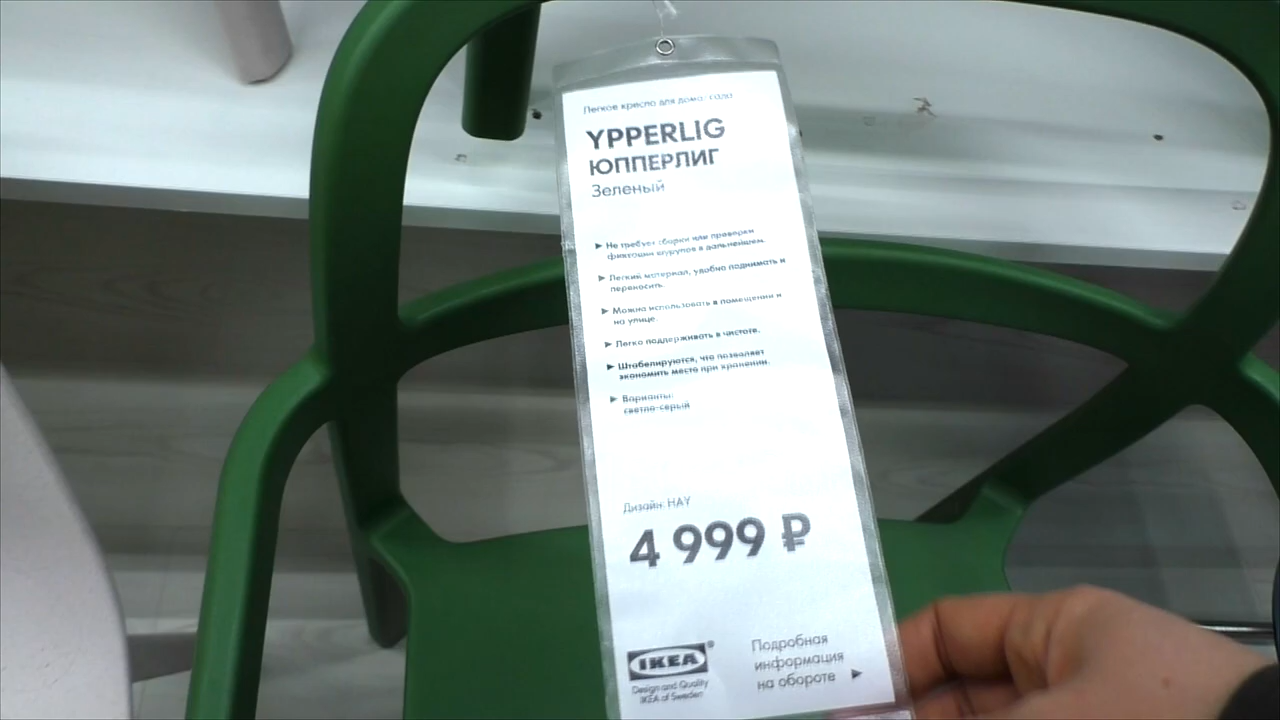 Легкое кресло для дома/сада
YPPERLIG
ЮППЕРЛИГ
Зеленый
► Не требует сборки или проверки
фиксации шурупов в дальнейшем.
► Легкий материал, удобно поднимать и
переносить.
► Можно использовать в помещении и
на улице.
► Легко поддерживать в чистоте.
► Штабелируются, что позволяет
экономить место при хранении.
► Варианты:
светло-серый
Дизайн: HAY
4 999 ₽
IKEA®
Design and Quality
IKEA of Sweden
Подробная
информация
на обороте ►